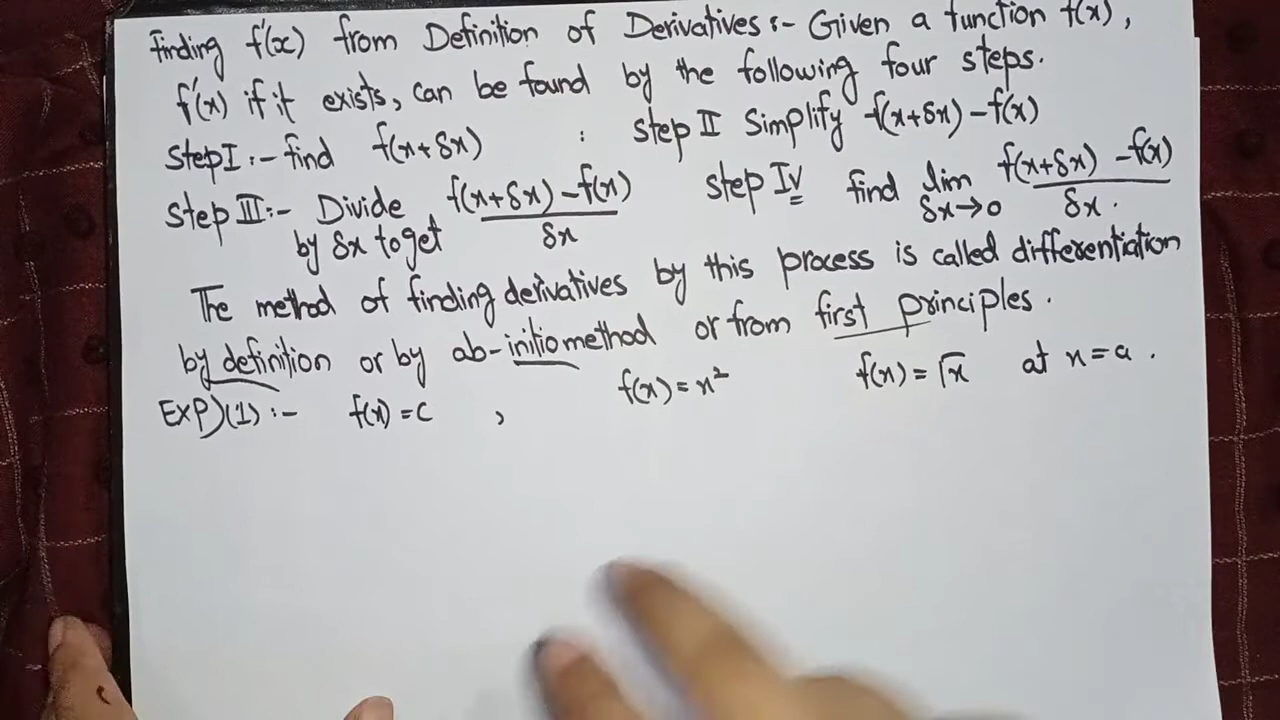 Finding f'(x) from Definition of Derivatives :- Given a function f(x),
f'(x) if it exists, can be found by the following four steps.
Step I :- find f(x+δx) : step II Simplify f(x+δx) - f'(x)
Step III :- Divide f(x+δx) - f(x) / δx step IV find lim δx→0 f(x+δx) - f(x) / δx .
by δx to get
The method of finding derivatives by this process is called differentiation
by definition or by ab-initio method or from first principles.
EXP)(1) :- f(x) = c , f(x) = x² f(x) = √x at x = a .